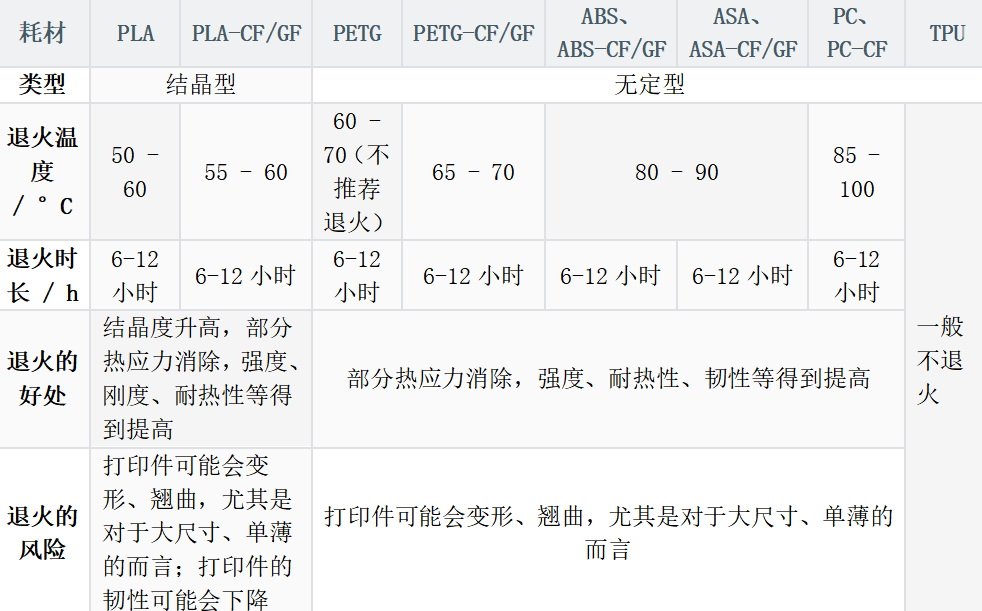 耗材 PLA PLA-CF/GF PETG PETG-CF/GF ABS、 ASA、 PC、 TPU
ABS-CF/GF ASA-CF/GF PC-CF
类型 结晶型 无定型
退火温
度
/ °C
50 -
60
55 - 60
60 -
70（不
推荐
退火）
65 - 70
80 - 90
85 -
100
一般
不退
火
退火时
长 / h
6-12
小时
6-12 小时
6-12
小时
6-12 小时
6-12 小时
6-12 小时
6-12
小时
退火的
好处
结晶度升高，部分
热应力消除，强度、
刚度、耐热性等得
到提高
部分热应力消除，强度、耐热性、韧性等得到提高
退火的
风险
打印件可能会变
形、翘曲，尤其是
对于大尺寸、单薄
的而言；打印件的
韧性可能会下降
打印件可能会变形、翘曲，尤其是对于大尺寸、单薄的
而言